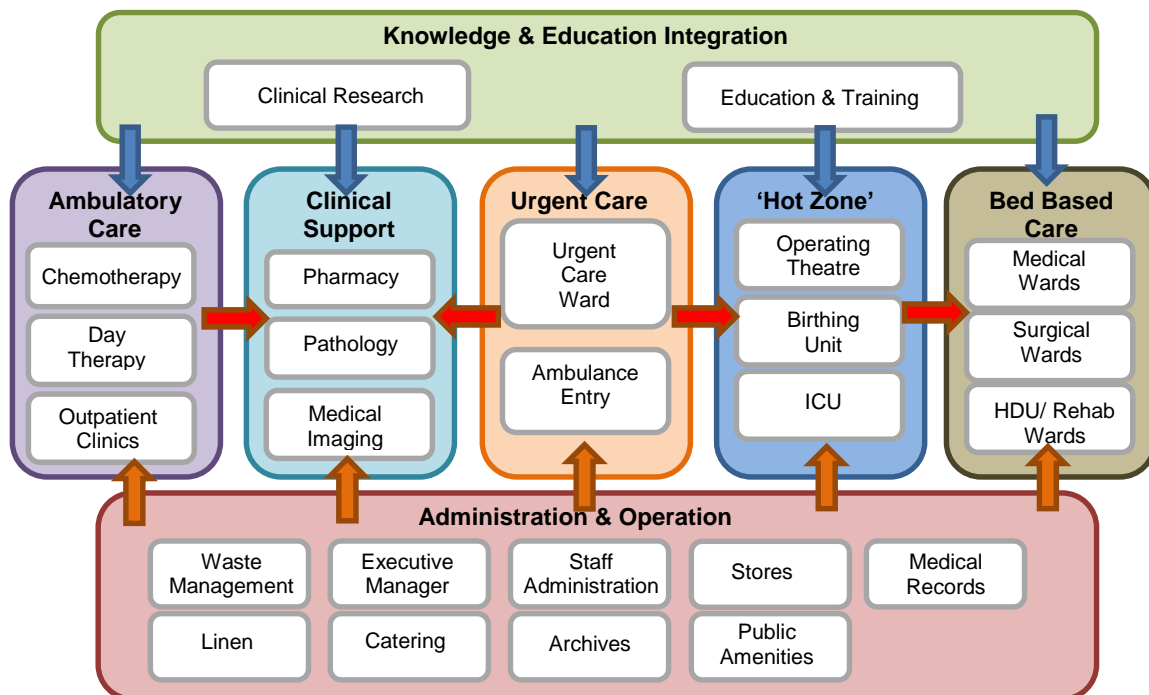 Knowledge & Education Integration
Clinical Research
Education & Training
Ambulatory
Care
Chemotherapy
Day
Therapy
Outpatient
Clinics
Clinical
Support
Pharmacy
Pathology
Medical
Imaging
Urgent Care
Urgent
Care
Ward
Ambulance
Entry
‘Hot Zone’
Operating
Theatre
Birthing
Unit
ICU
Bed Based
Care
Medical
Wards
Surgical
Wards
HDU/ Rehab
Wards
Administration & Operation
Waste
Management
Executive
Manager
Staff
Administration
Stores
Medical
Records
Linen
Catering
Archives
Public
Amenities